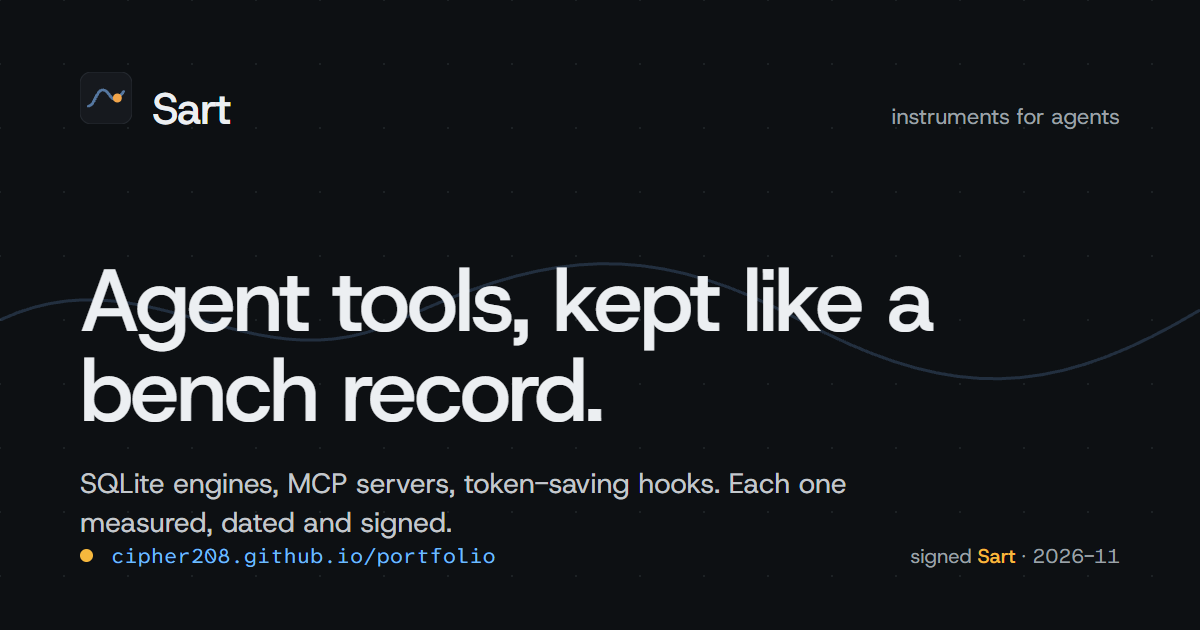 Sart
instruments for agents
Agent tools, kept like a
bench record.
SQLite engines, MCP servers, token-saving hooks. Each one
measured, dated and signed.
cipher208.github.io/portfolio
signed Sart · 2026-11